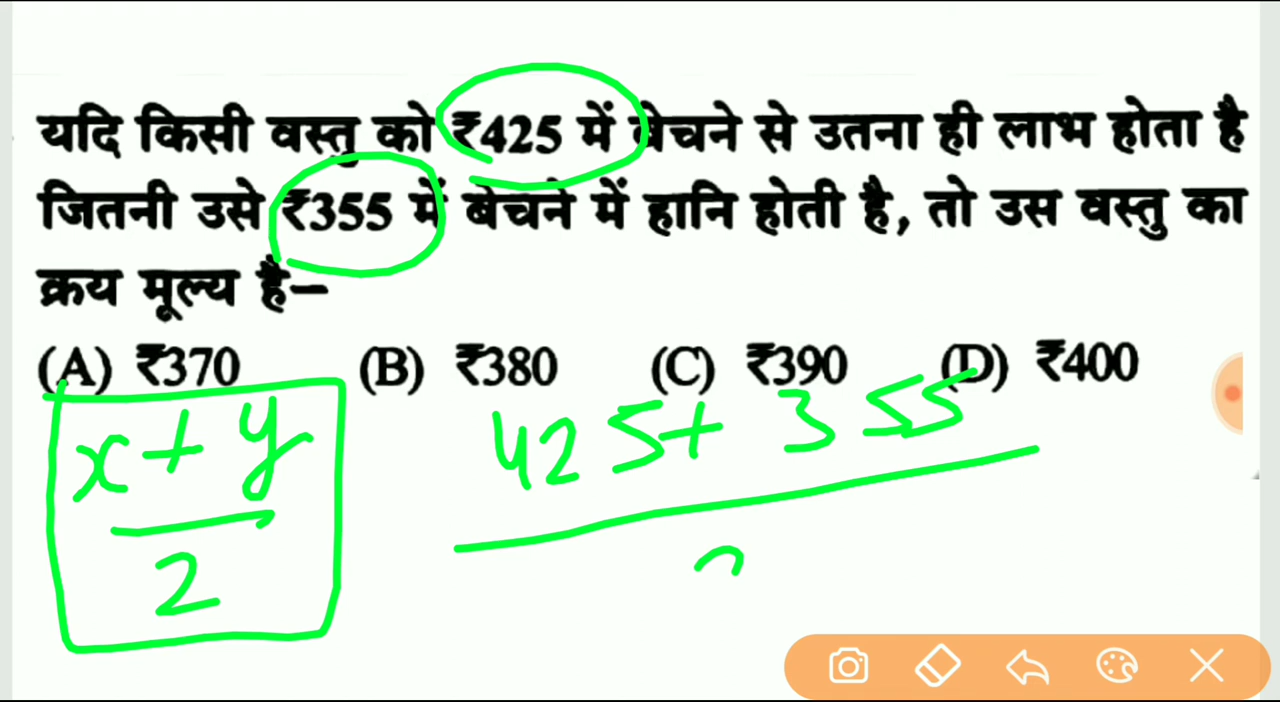 यदि किसी वस्तु को ₹425 में बेचने से उतना ही लाभ होता है
जितनी उसे ₹355 में बेचने में हानि होती है, तो उस वस्तु का
क्रय मूल्य है–
(A) ₹370 (B) ₹380 (C) ₹390 (D) ₹400
x + y
2
425 + 355